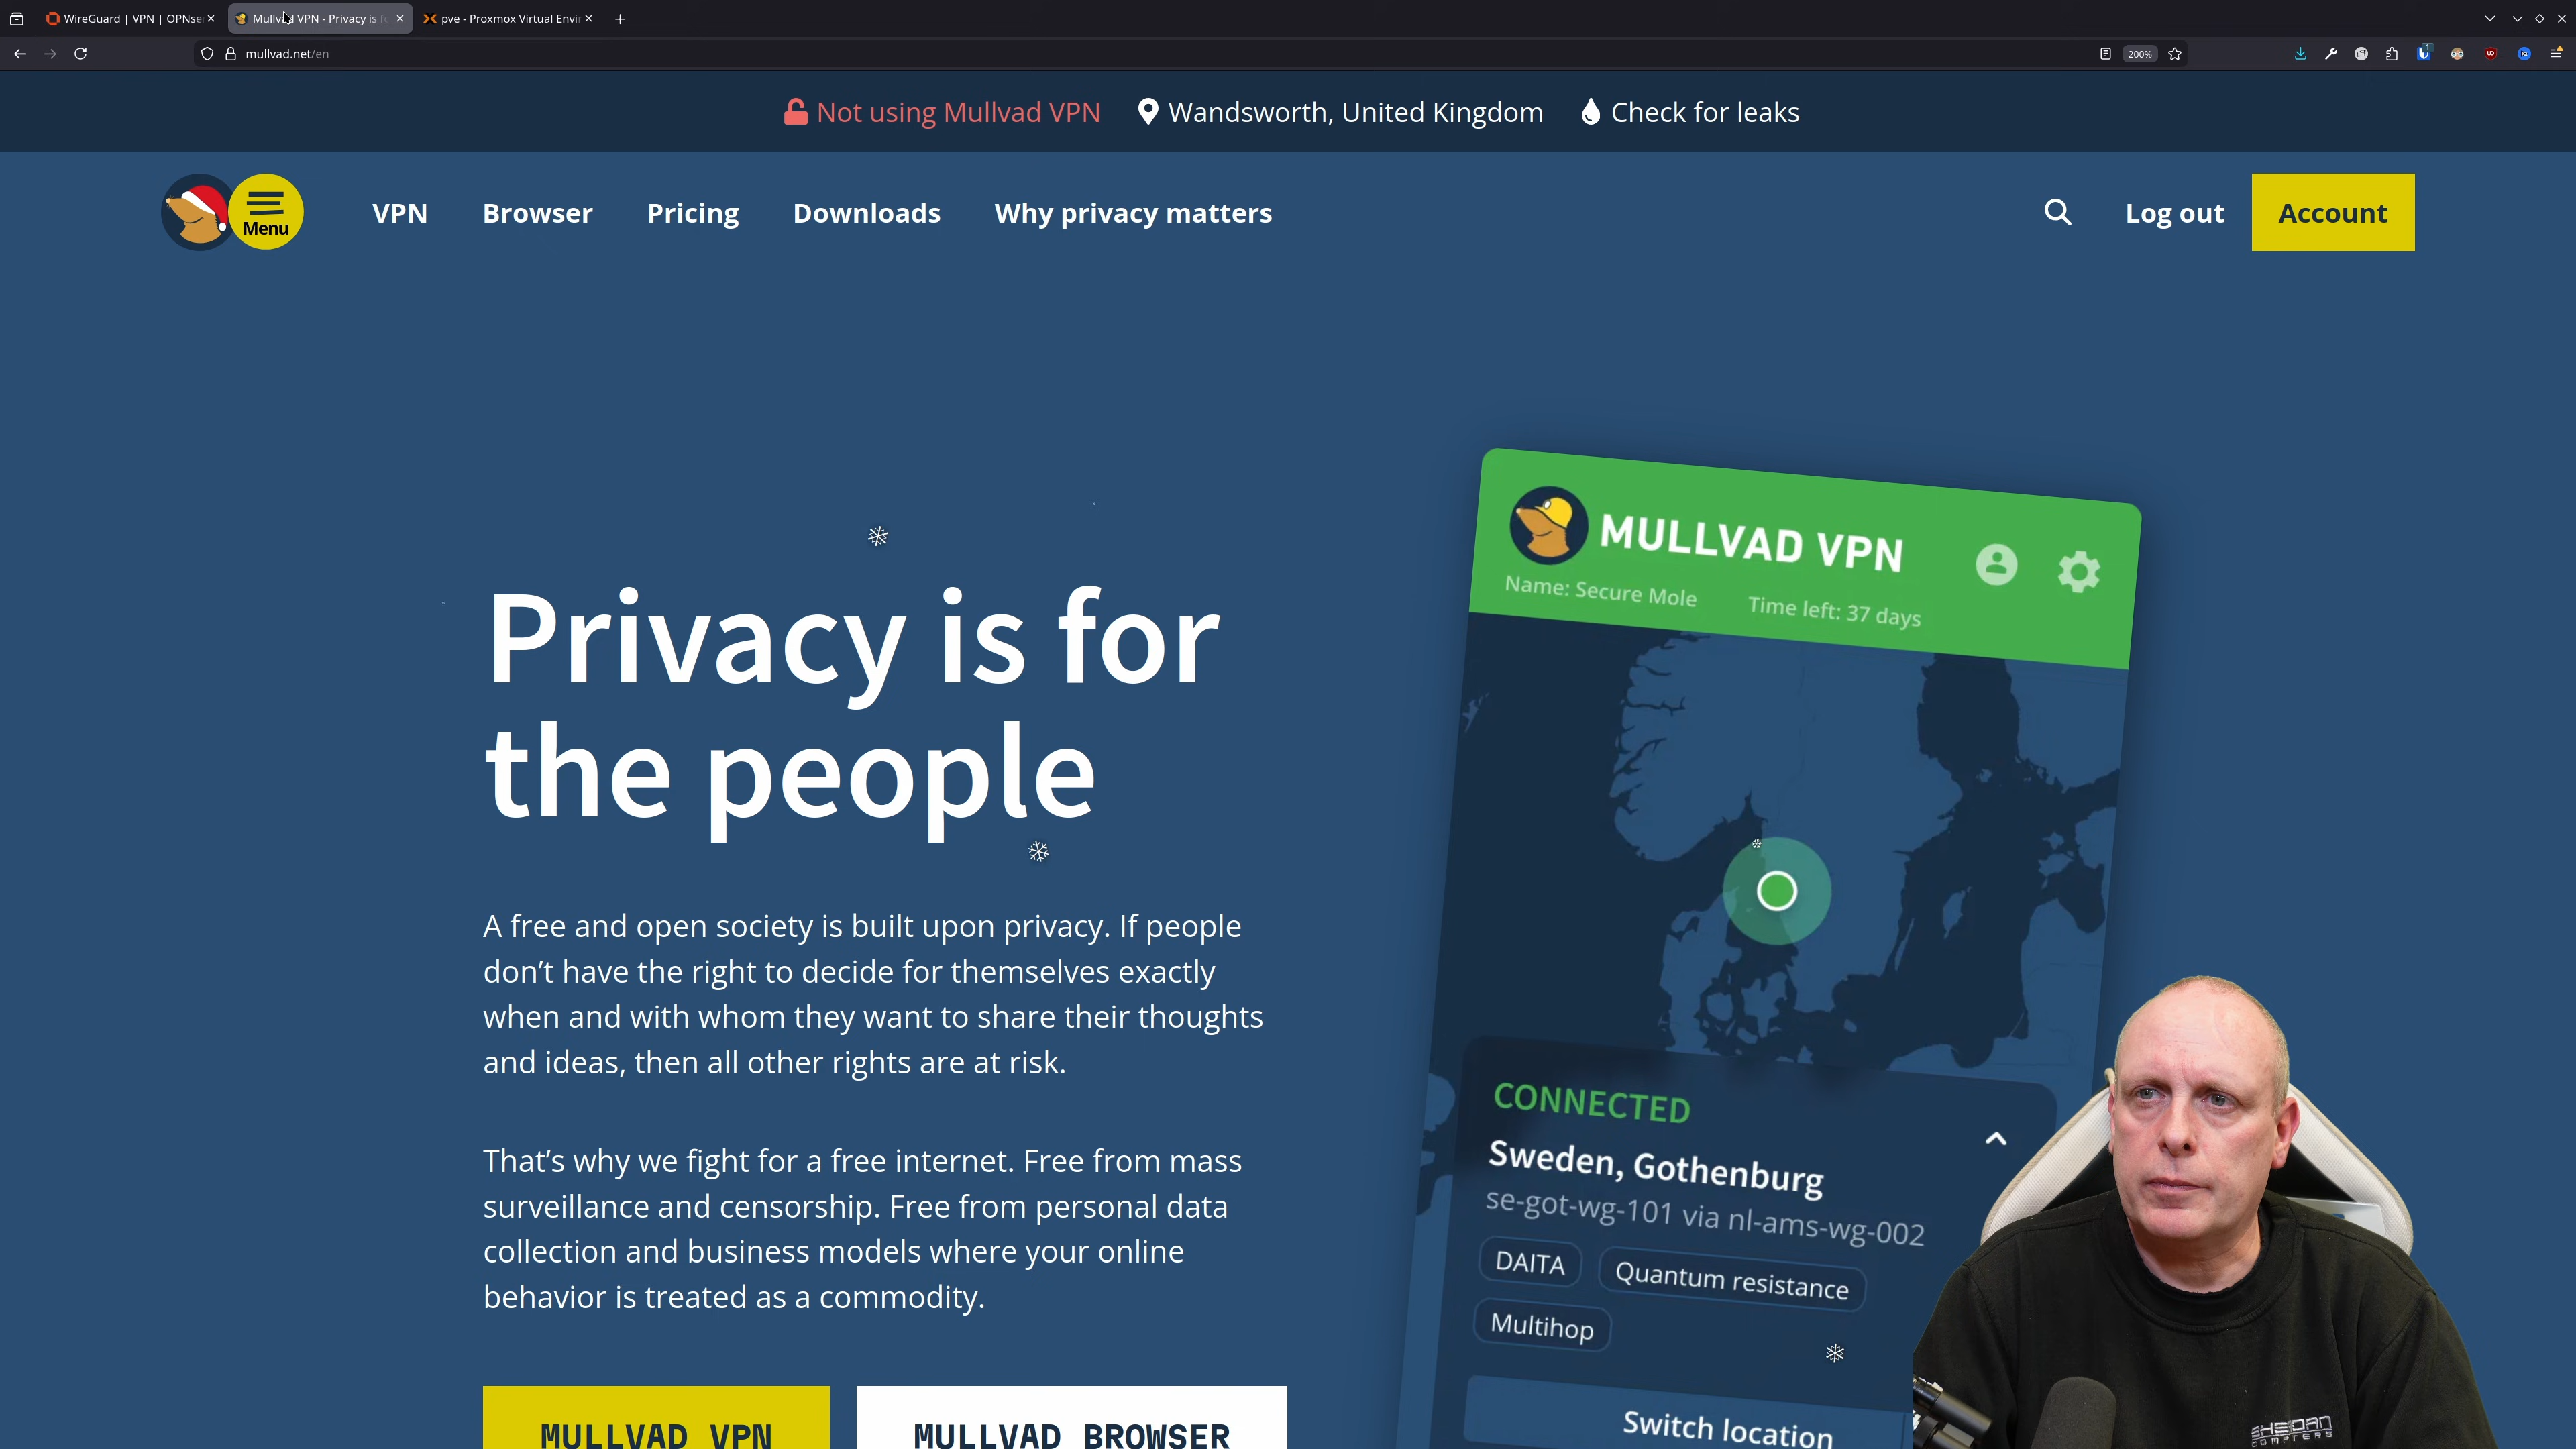 WireGuard | VPN | OPNse
Mullvad VPN - Privacy is f
pve - Proxmox Virtual Envi
mullvad.net/en
200%
Not using Mullvad VPN
Wandsworth, United Kingdom
Check for leaks
Menu
VPN
Browser
Pricing
Downloads
Why privacy matters
Log out
Account
MULLVAD VPN
Name: Secure Mole
Time left: 37 days
Privacy is for
the people
A free and open society is built upon privacy. If people
don’t have the right to decide for themselves exactly
when and with whom they want to share their thoughts
and ideas, then all other rights are at risk.
That’s why we fight for a free internet. Free from mass
surveillance and censorship. Free from personal data
collection and business models where your online
behavior is treated as a commodity.
MULLVAD VPN
MULLVAD BROWSER
CONNECTED
Sweden, Gothenburg
se-got-wg-101 via nl-ams-wg-002
DAITA
Quantum resistance
Multihop
Switch location